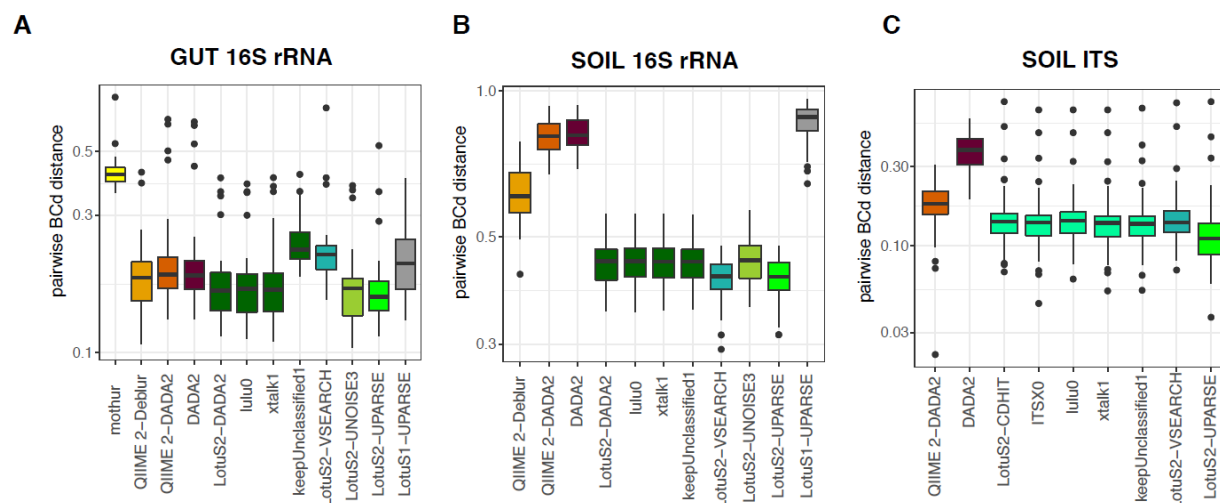 A
GUT 16S rRNA
pairwise BCd distance
0.5
0.3
0.1
mothur
QIIME 2-Deblur
QIIME 2-DADA2
DADA2
LotuS2-DADA2
lulu0
xtalk1
keepUnclassified1
LotuS2-VSEARCH
LotuS2-UNOISE3
LotuS2-UPARSE
LotuS1-UPARSE
B
SOIL 16S rRNA
pairwise BCd distance
1.0
0.5
0.3
QIIME 2-Deblur
QIIME 2-DADA2
DADA2
LotuS2-DADA2
lulu0
xtalk1
keepUnclassified1
LotuS2-VSEARCH
LotuS2-UNOISE3
LotuS2-UPARSE
LotuS1-UPARSE
C
SOIL ITS
pairwise BCd distance
0.30
0.10
0.03
QIIME 2-DADA2
DADA2
LotuS2-CDHIT
ITSX0
lulu0
xtalk1
keepUnclassified1
LotuS2-VSEARCH
LotuS2-UPARSE